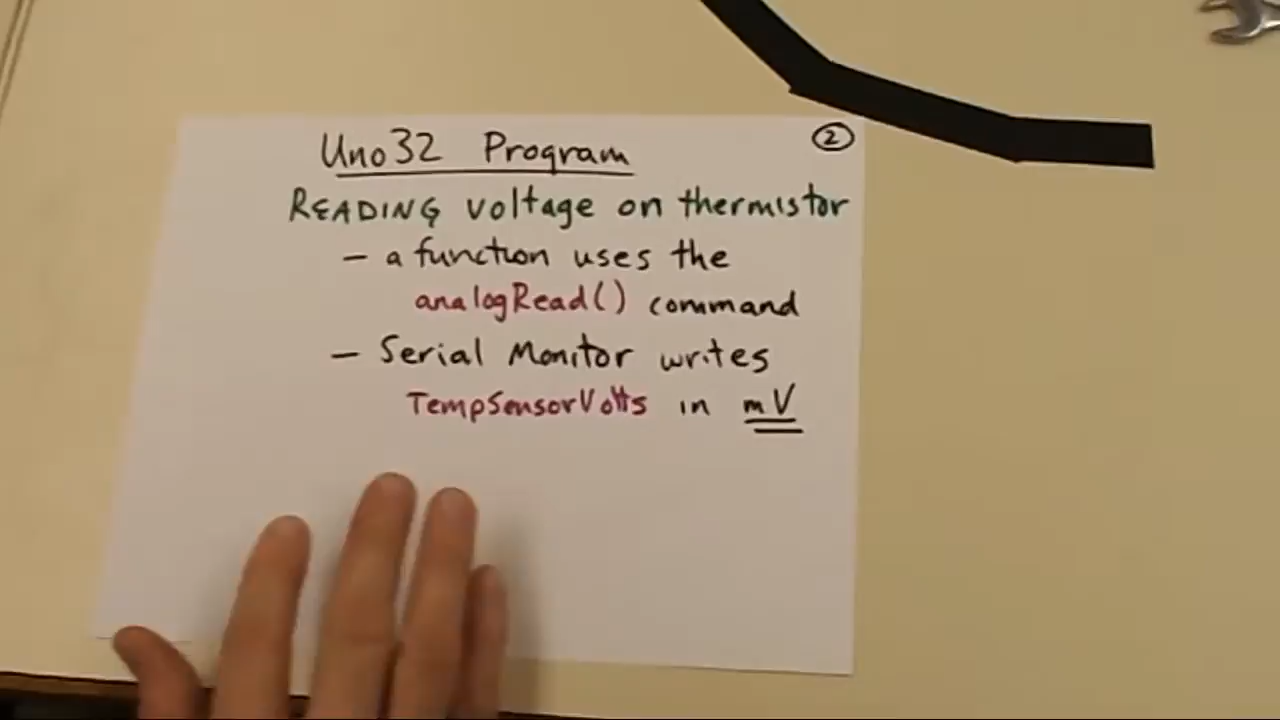 Uno32 Program
2
READING voltage on thermistor
– a function uses the
analogRead() command
– Serial Monitor writes
TempSensorVolts in mV